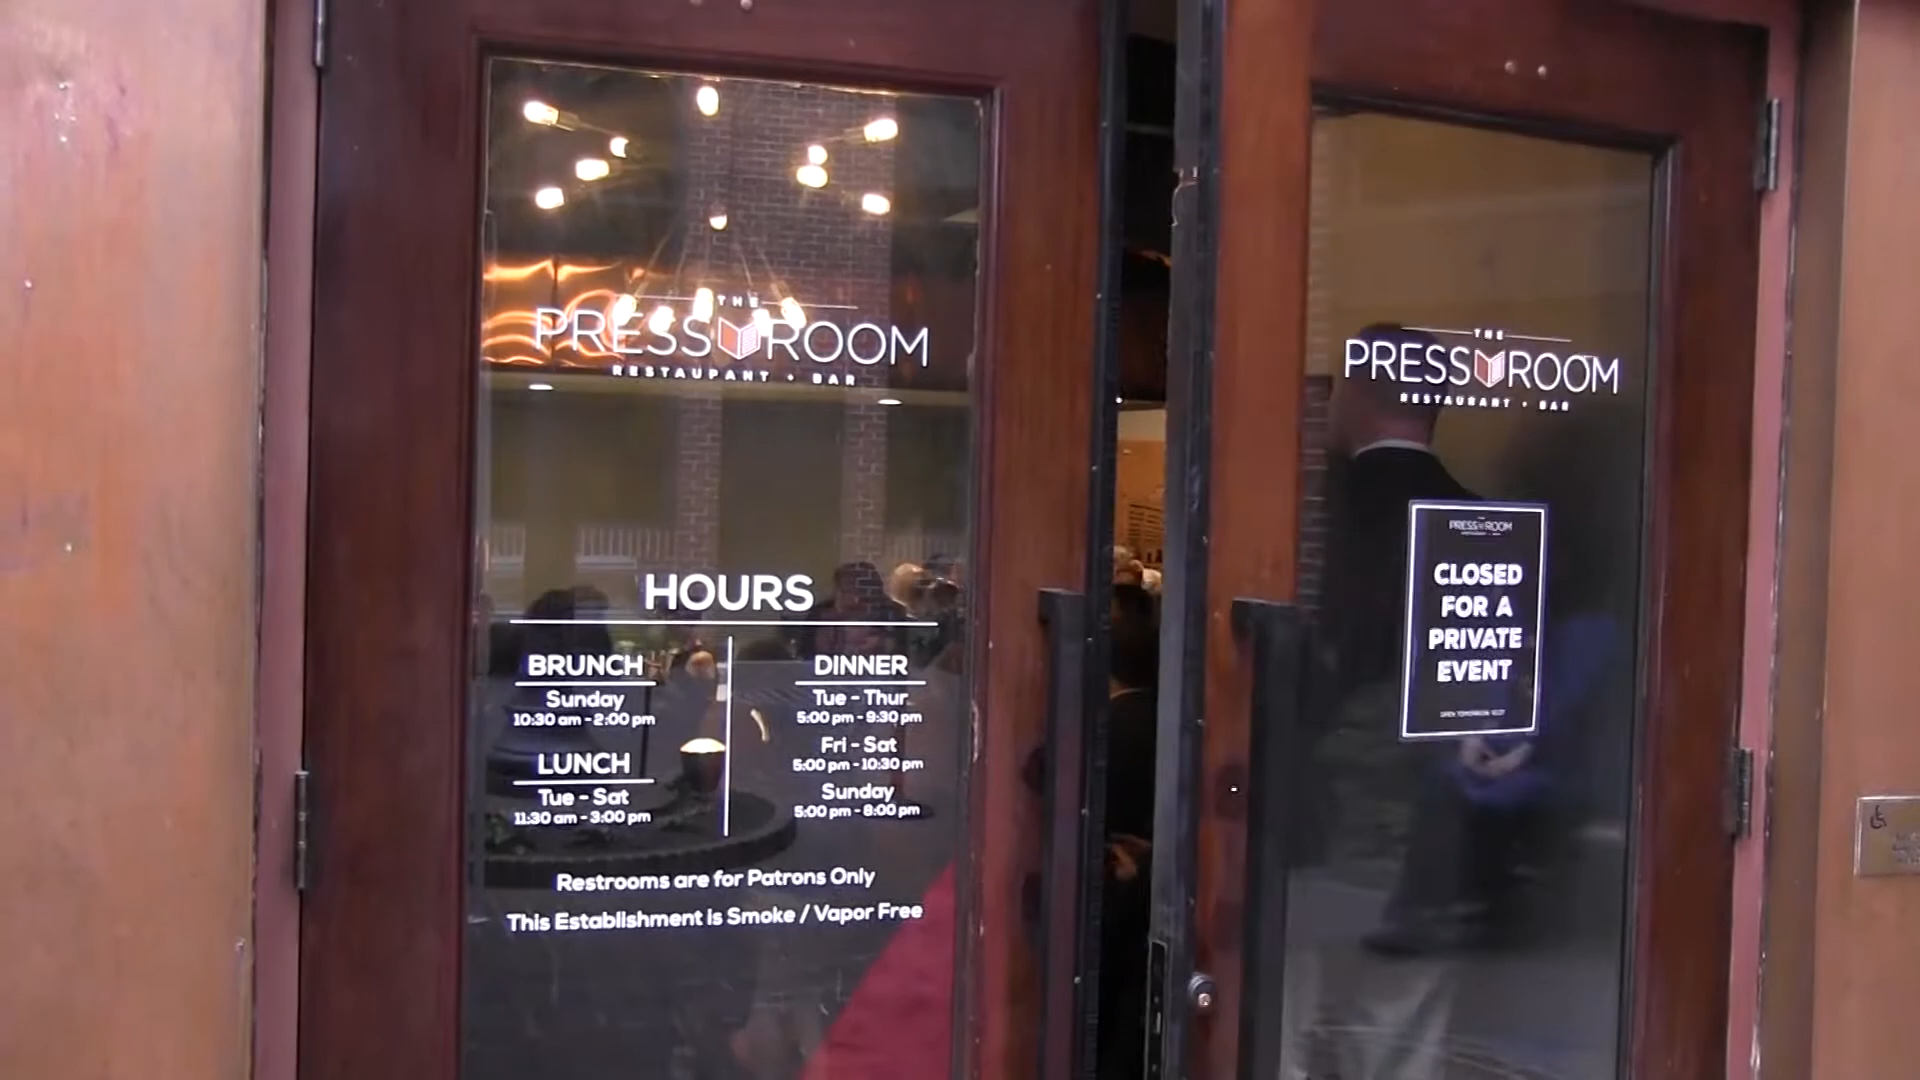 THE
PRESS ROOM
RESTAURANT • BAR
HOURS
BRUNCH
Sunday
10:30 am - 2:00 pm
LUNCH
Tue - Sat
11:30 am - 3:00 pm
DINNER
Tue - Thur
5:00 pm - 9:30 pm
Fri - Sat
5:00 pm - 10:30 pm
Sunday
5:00 pm - 8:00 pm
Restrooms are for Patrons Only
This Establishment is Smoke / Vapor Free
THE
PRESS ROOM
RESTAURANT • BAR
PRESS ROOM
CLOSED
FOR A
PRIVATE
EVENT
OPEN TOMORROW